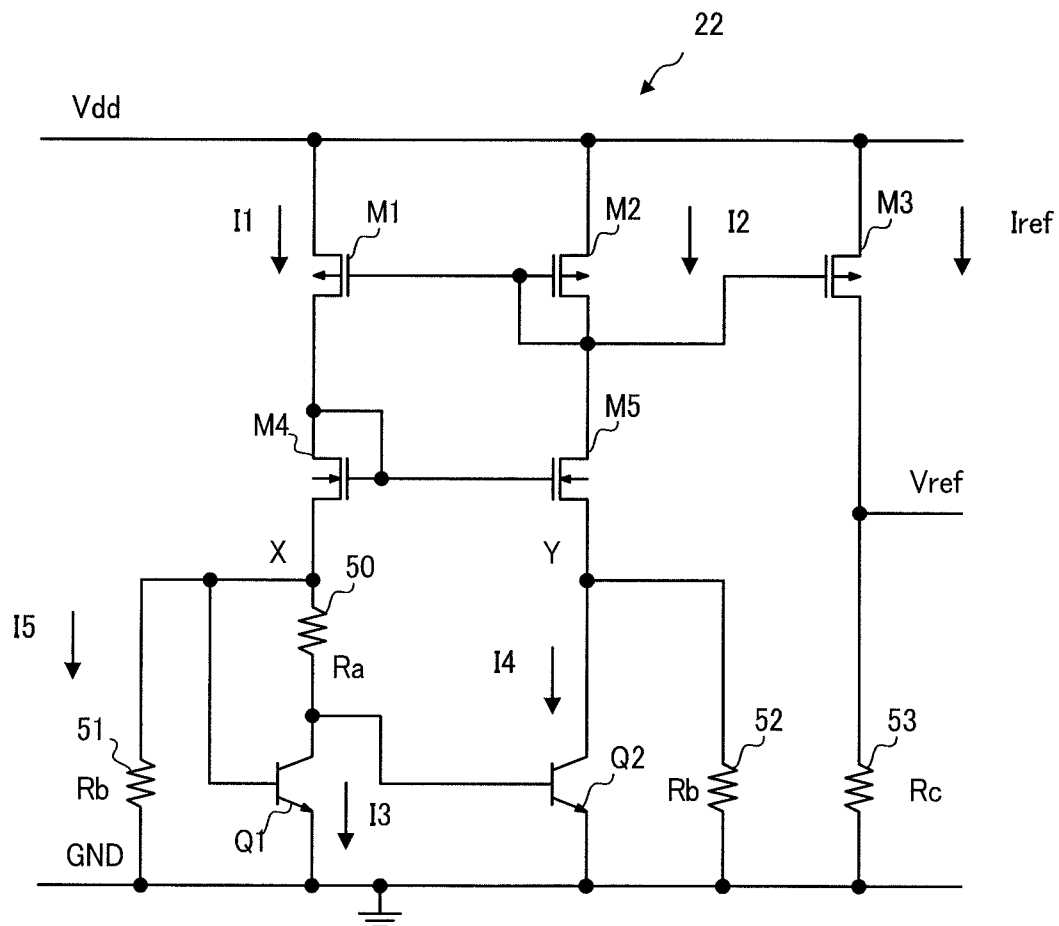 22
Vdd
I1
M1
M2
I2
M3
Iref
M4
M5
Vref
X
50
Y
I5
Ra
I4
51
Rb
Q1
I3
Q2
52
Rb
53
Rc
GND